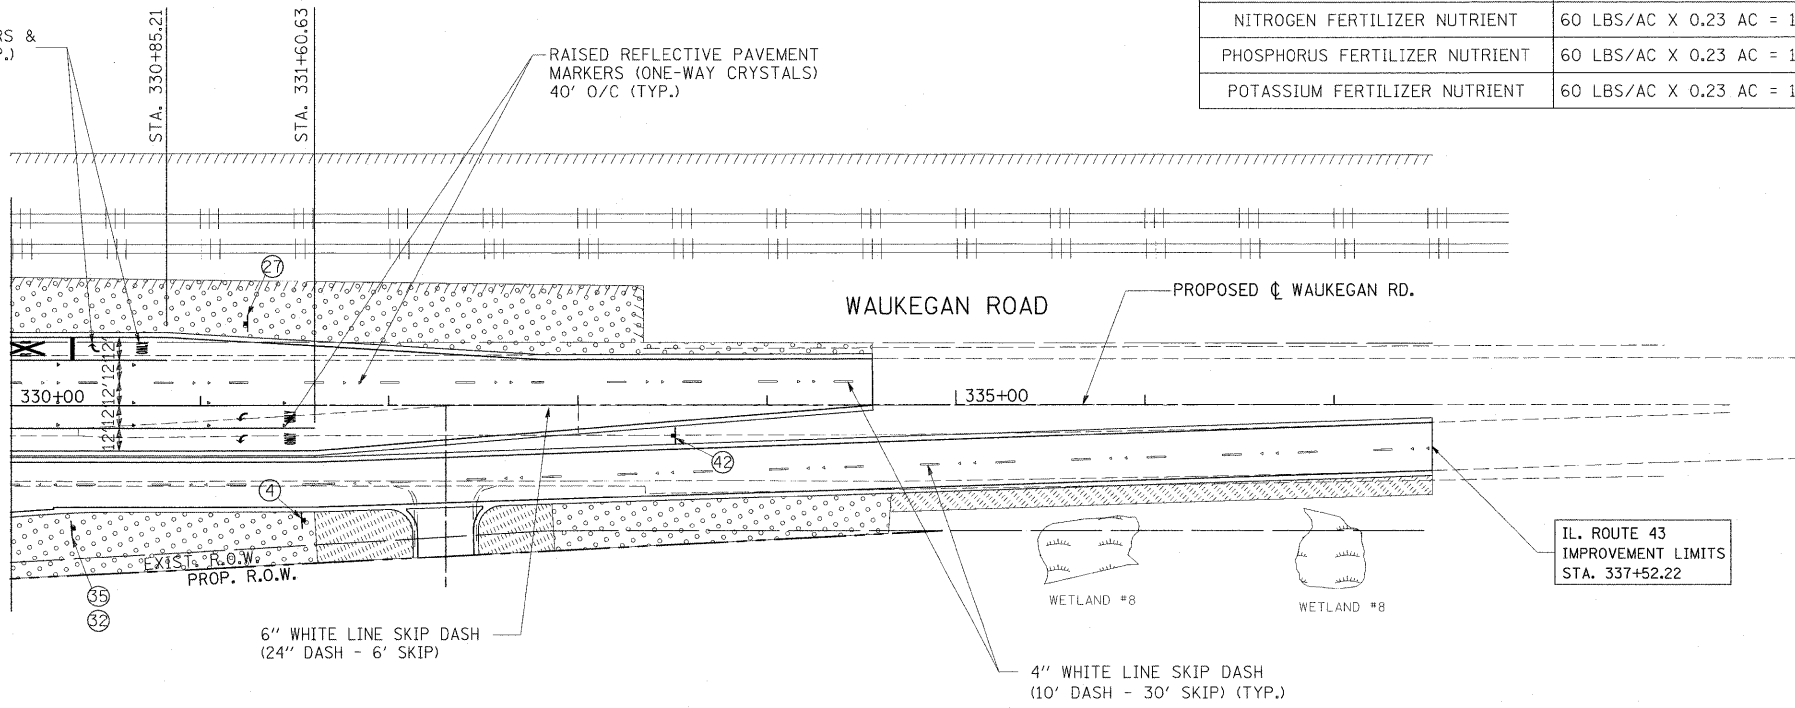 RS &
P.)
STA. 330+85.21
STA. 331+60.63
RAISED REFLECTIVE PAVEMENT
MARKERS (ONE-WAY CRYSTALS)
40' O/C (TYP.)
NITROGEN FERTILIZER NUTRIENT 60 LBS/AC X 0.23 AC = 1
PHOSPHORUS FERTILIZER NUTRIENT 60 LBS/AC X 0.23 AC = 1
POTASSIUM FERTILIZER NUTRIENT 60 LBS/AC X 0.23 AC = 1
27
WAUKEGAN ROAD
PROPOSED ℄ WAUKEGAN RD.
12'
12'
12'
12'
12'
330+00
335+00
42
4
EXIST. R.O.W.
PROP. R.O.W.
35
32
6" WHITE LINE SKIP DASH
(24" DASH - 6' SKIP)
WETLAND #8
WETLAND #8
IL. ROUTE 43
IMPROVEMENT LIMITS
STA. 337+52.22
4" WHITE LINE SKIP DASH
(10' DASH - 30' SKIP) (TYP.)